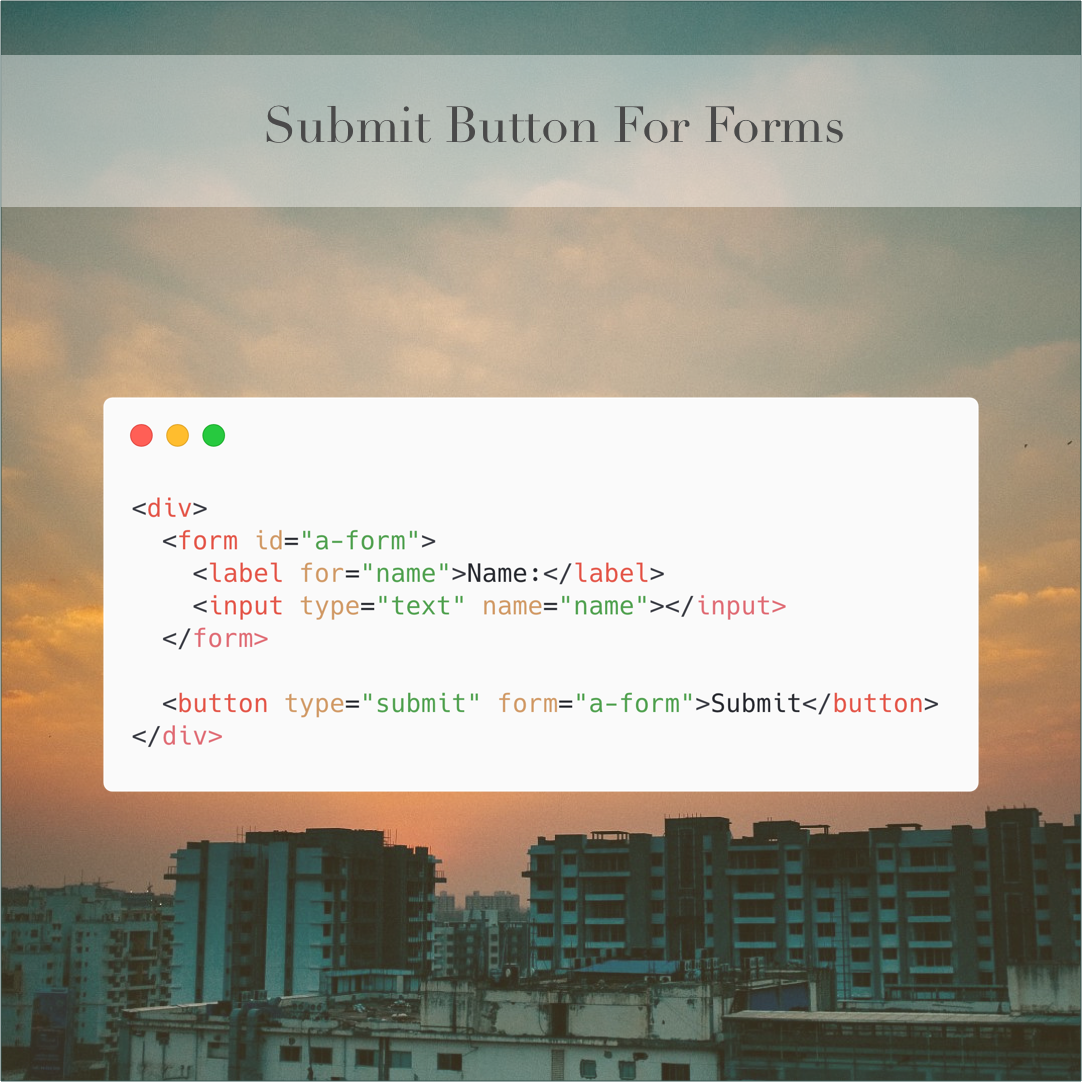 Submit Button For Forms
<div>
  <form id="a-form">
    <label for="name">Name:</label>
    <input type="text" name="name"></input>
  </form>

  <button type="submit" form="a-form">Submit</button>
</div>